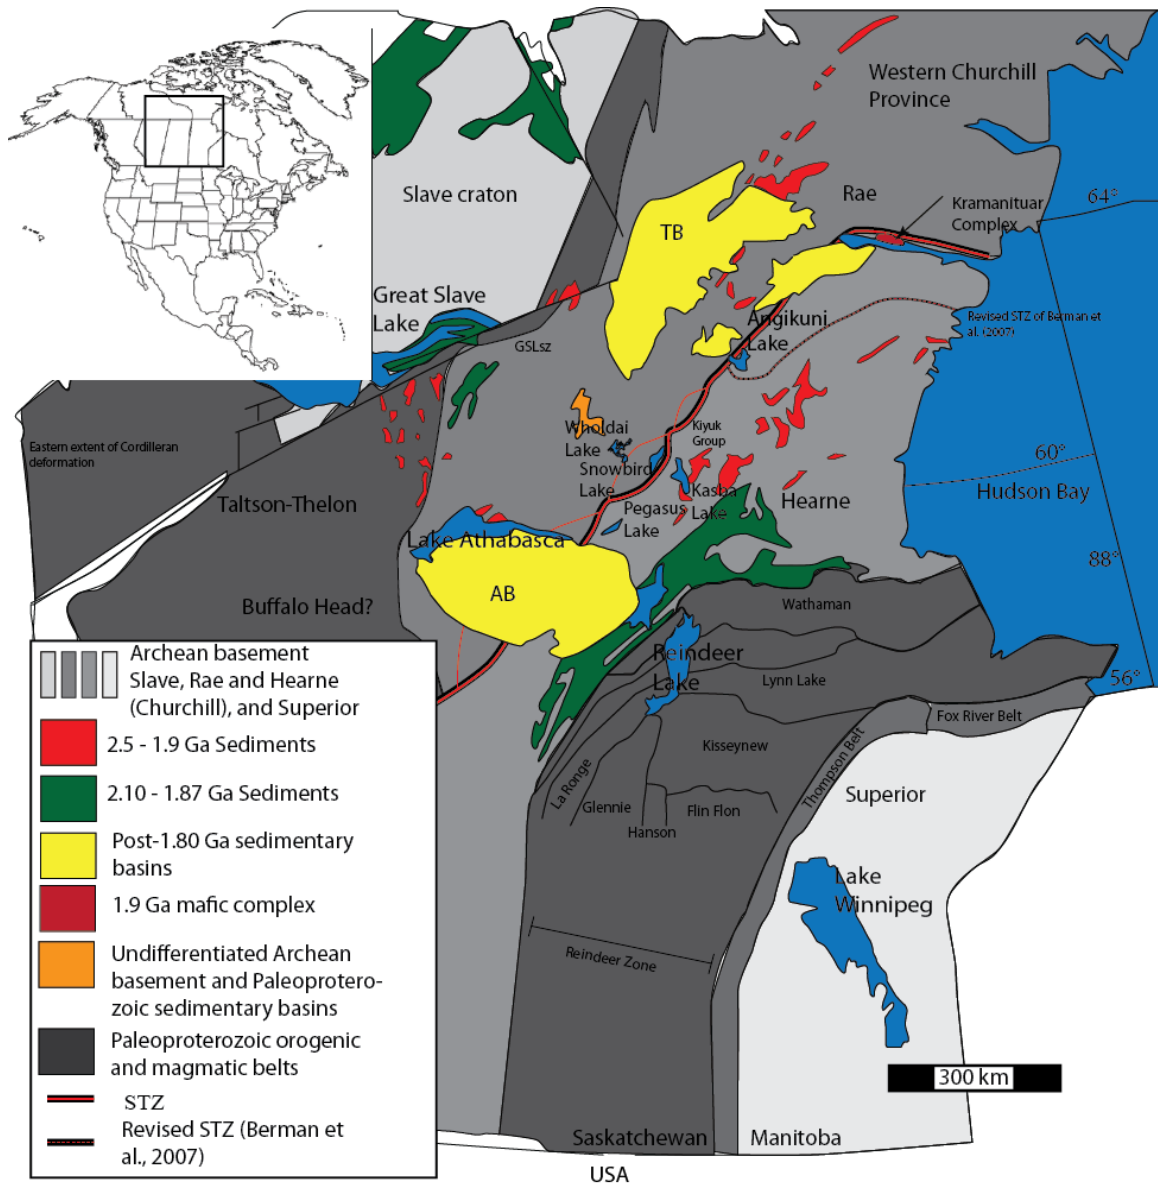 Western Churchill
Province
Slave craton
Rae
Kramanituar
Complex
64°
TB
Great Slave
Lake
Angikuni
Lake
Revised STZ of Berman et
al. (2007)
GSLsz
Eastern extent of Cordilleran
deformation
Wholdai
Lake
Kiyuk
Group
60°
Snowbird
Lake
Kasba
Lake
Hearne
Hudson Bay
Taltson-Thelon
Pegasus
Lake
Lake Athabasca
88°
AB
Buffalo Head?
Wathaman
Reindeer
Lake
Lynn Lake
56°
Fox River Belt
Kisseynew
Thompson Belt
La Ronge
Glennie
Flin Flon
Hanson
Superior
Lake
Winnipeg
Reindeer Zone
300 km
Saskatchewan
Manitoba
USA
Archean basement
Slave, Rae and Hearne
(Churchill), and Superior
2.5 - 1.9 Ga Sediments
2.10 - 1.87 Ga Sediments
Post-1.80 Ga sedimentary
basins
1.9 Ga mafic complex
Undifferentiated Archean
basement and Paleoprotero-
zoic sedimentary basins
Paleoproterozoic orogenic
and magmatic belts
STZ
Revised STZ (Berman et
al., 2007)